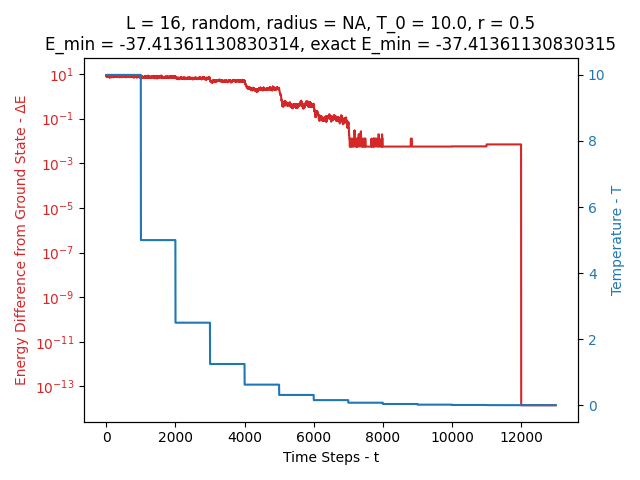 L = 16, random, radius = NA, T_0 = 10.0, r = 0.5
E_min = -37.41361130830314, exact E_min = -37.41361130830315
Energy Difference from Ground State - ΔE
10¹
10⁻¹
10⁻³
10⁻⁵
10⁻⁷
10⁻⁹
10⁻¹¹
10⁻¹³
10
8
6
4
2
0
Temperature - T
0 2000 4000 6000 8000 10000 12000
Time Steps - t